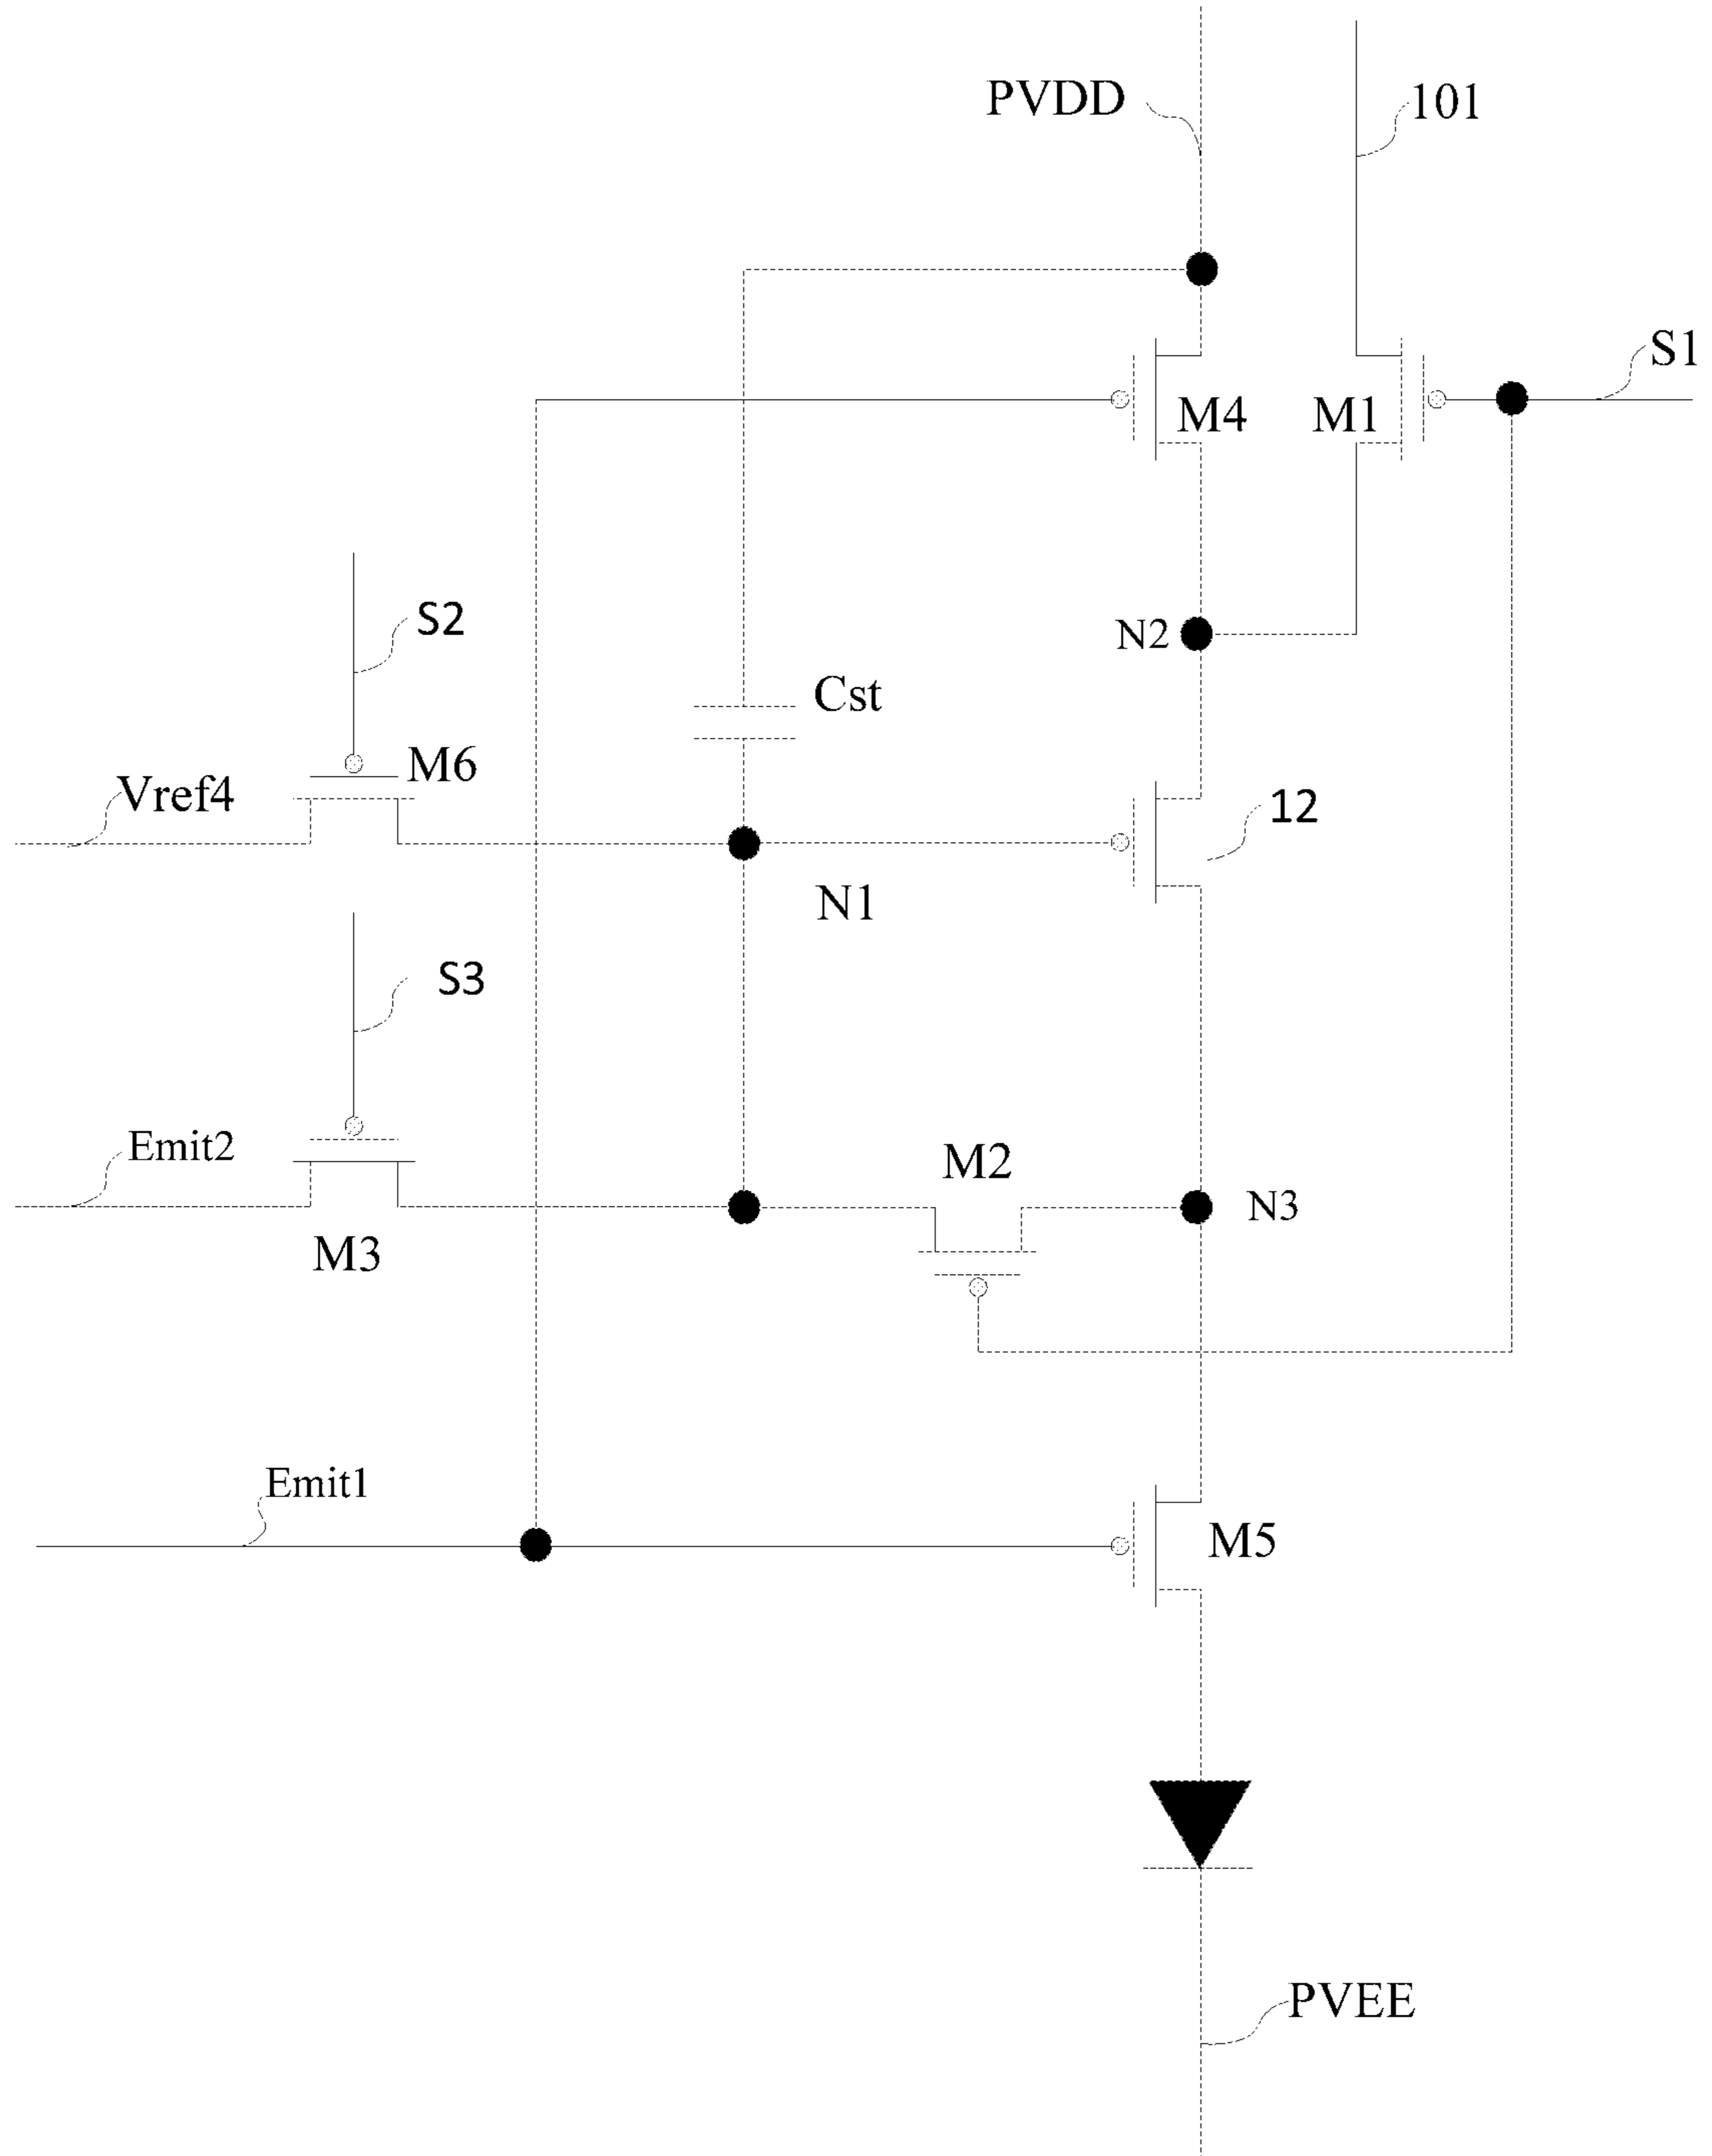 PVDD
101
S1
M4
M1
S2
N2
Cst
M6
Vref4
12
N1
S3
Emit2
M2
N3
M3
Emit1
M5
PVEE